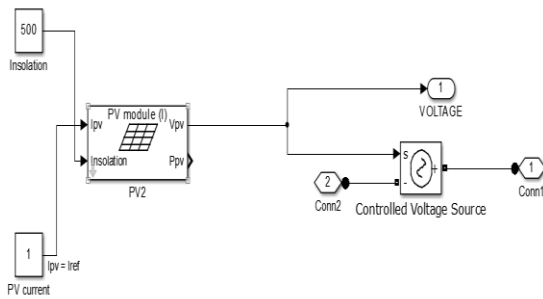 500
Insolation
PV module (I)
Ipv
Vpv
Insolation
Ppv
PV2
1
VOLTAGE
s
-
+
2
Conn2
1
Conn1
Controlled Voltage Source
1
Ipv = Iref
PV current